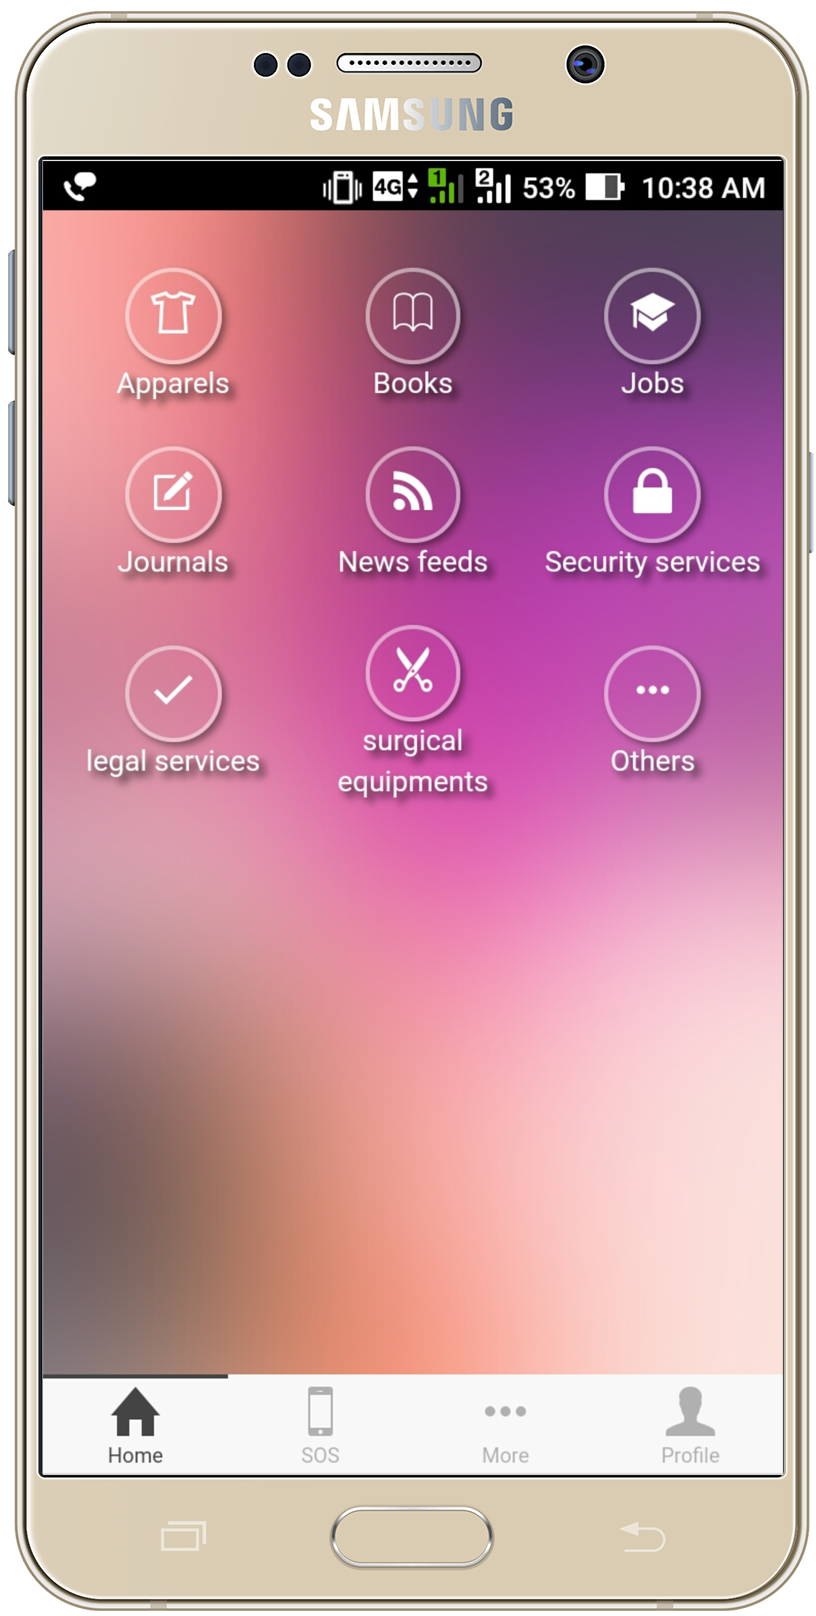 SAMSUNG
4G 1 2 53% 10:38 AM
Apparels Books Jobs
Journals News feeds Security services
legal services surgical equipments Others
Home SOS More Profile